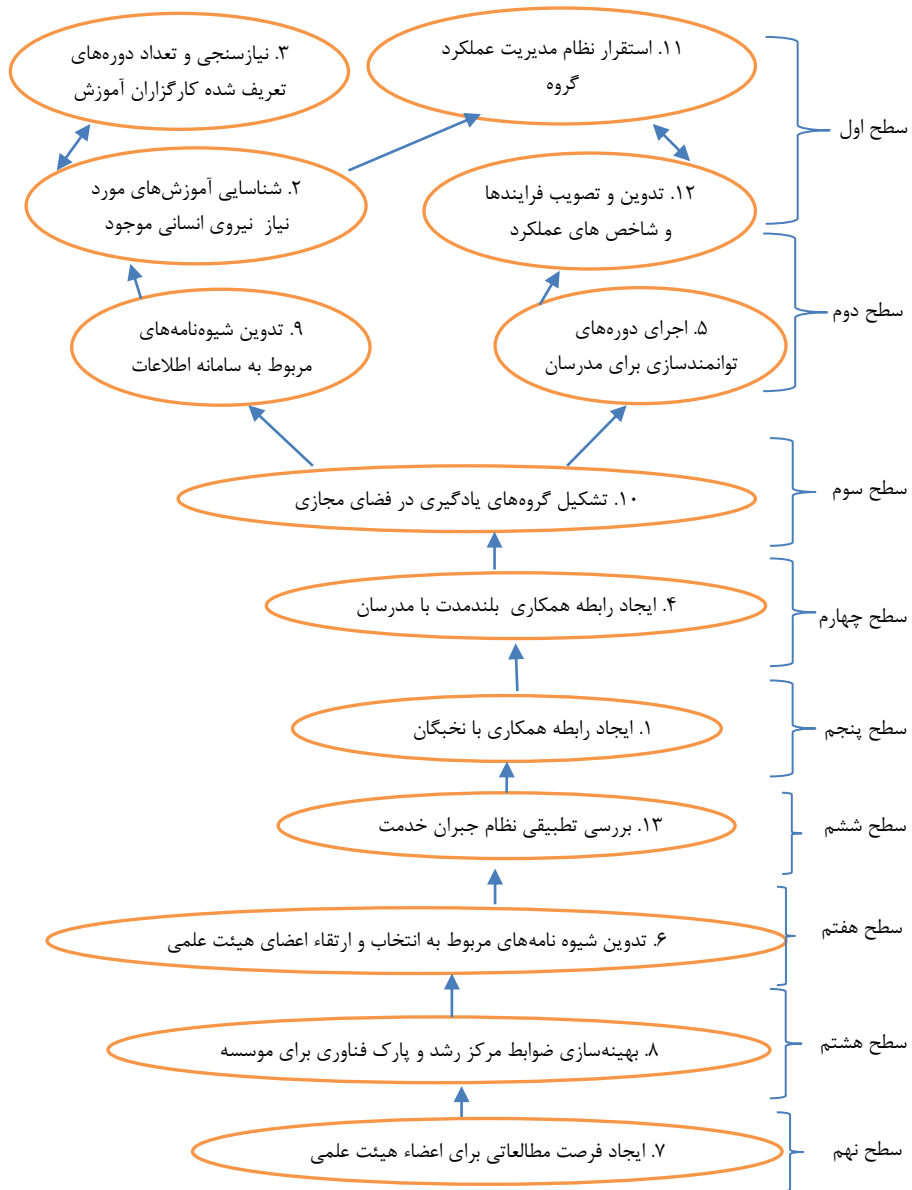 ۳. نیازسنجی و تعداد دوره‌های
تعریف شده کارگزاران آموزش
۱۱. استقرار نظام مدیریت عملکرد
گروه
سطح اول
۲. شناسایی آموزش‌های مورد
نیاز نیروی انسانی موجود
۱۲. تدوین و تصویب فرایندها
و شاخص های عملکرد
سطح دوم
۹. تدوین شیوه‌نامه‌های
مربوط به سامانه اطلاعات
۵. اجرای دوره‌های
توانمندسازی برای مدرسان
۱۰. تشکیل گروه‌های یادگیری در فضای مجازی
سطح سوم
۴. ایجاد رابطه همکاری بلندمدت با مدرسان
سطح چهارم
۱. ایجاد رابطه همکاری با نخبگان
سطح پنجم
۱۳. بررسی تطبیقی نظام جبران خدمت
سطح ششم
۶. تدوین شیوه نامه‌های مربوط به انتخاب و ارتقاء اعضای هیئت علمی
سطح هفتم
۸. بهینه‌سازی ضوابط مرکز رشد و پارک فناوری برای موسسه
سطح هشتم
۷. ایجاد فرصت مطالعاتی برای اعضاء هیئت علمی
سطح نهم